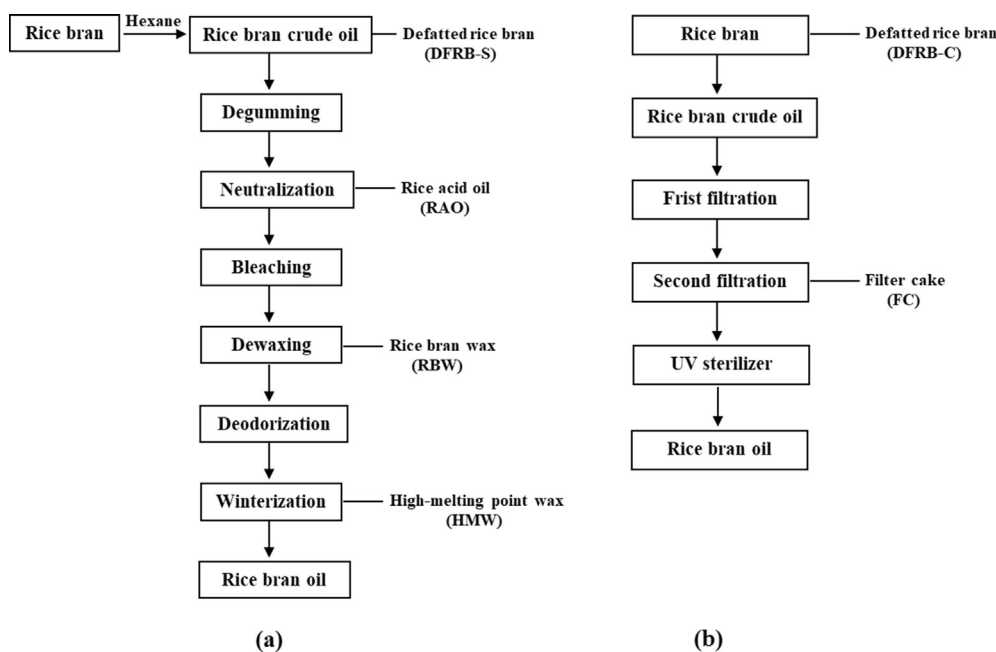 Rice bran
Hexane
Rice bran crude oil
Defatted rice bran
(DFRB-S)
Degumming
Neutralization
Rice acid oil
(RAO)
Bleaching
Dewaxing
Rice bran wax
(RBW)
Deodorization
Winterization
High-melting point wax
(HMW)
Rice bran oil
(a)
Rice bran
Defatted rice bran
(DFRB-C)
Rice bran crude oil
Frist filtration
Second filtration
Filter cake
(FC)
UV sterilizer
Rice bran oil
(b)